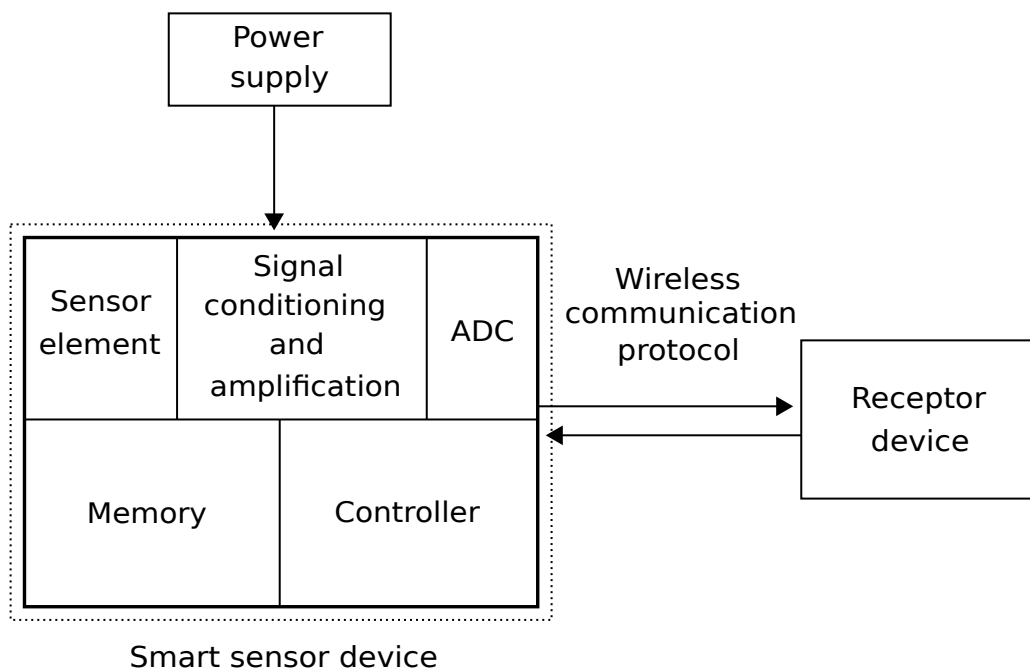 Power
supply
Sensor
element
Signal
conditioning
and
amplification
ADC
Wireless
communication
protocol
Receptor
device
Memory
Controller
Smart sensor device